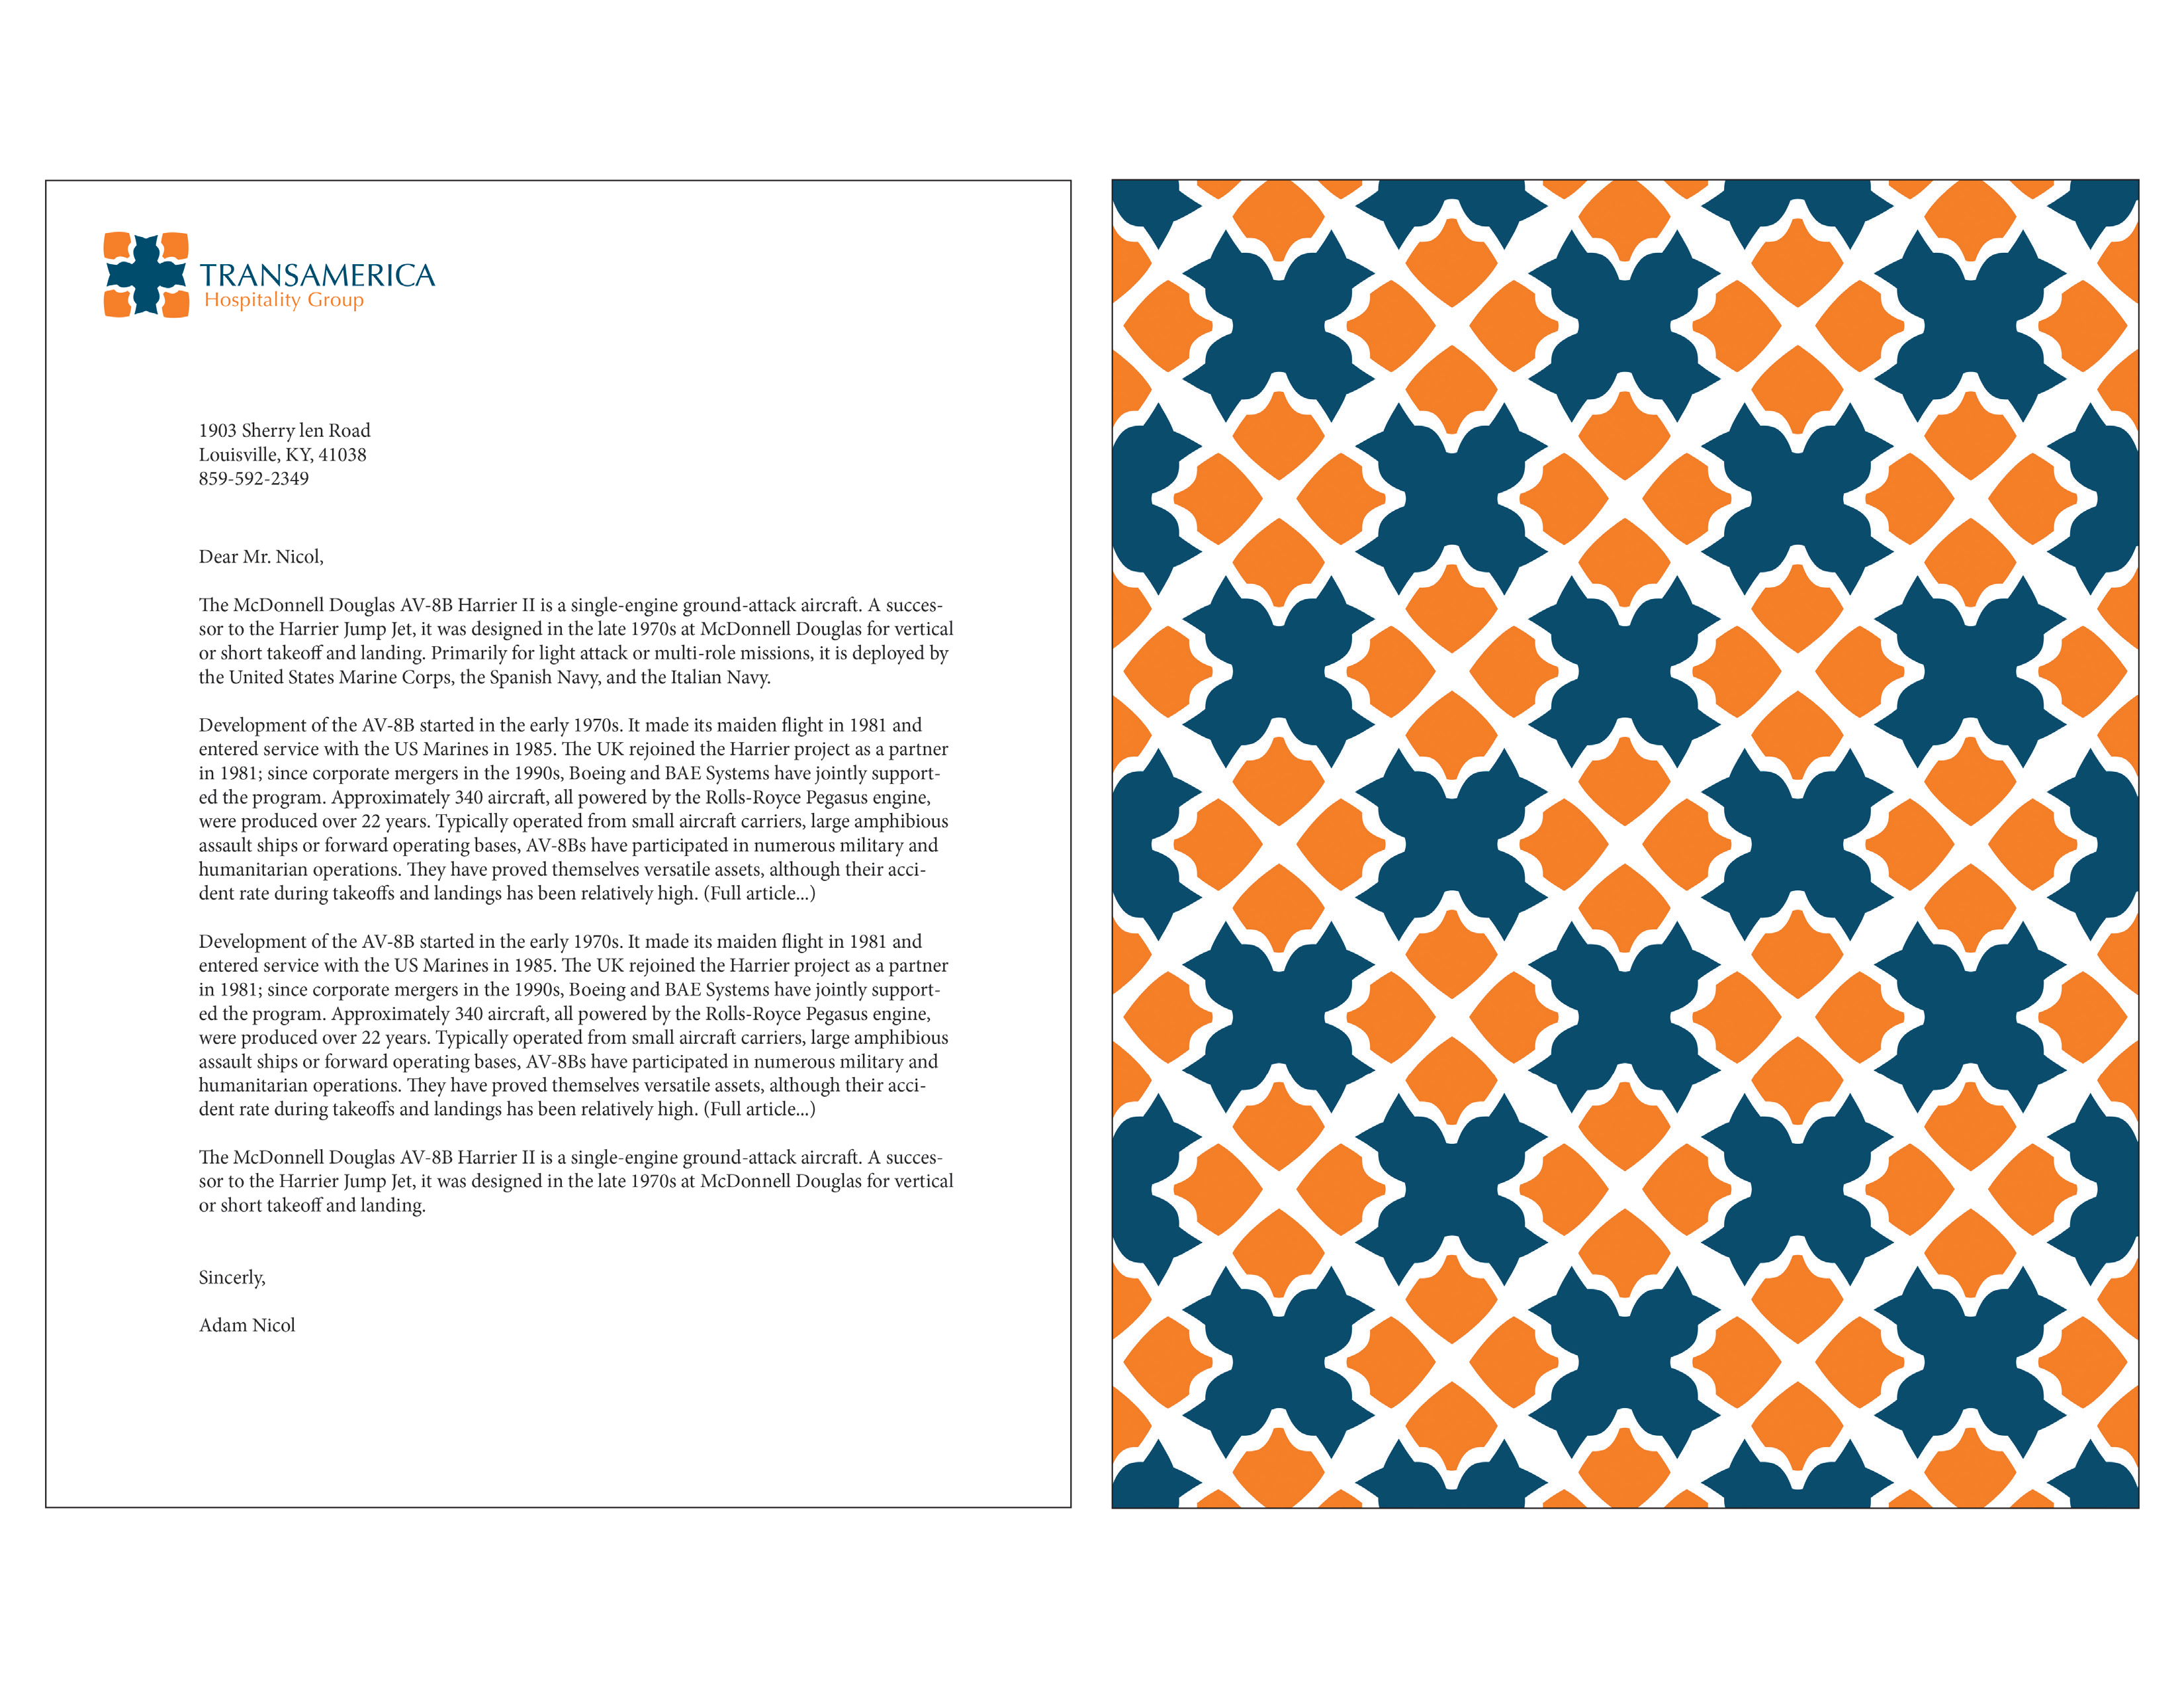 TRANSAMERICA
Hospitality Group
1903 Sherry len Road
Louisville, KY, 41038
859-592-2349
Dear Mr. Nicol,
The McDonnell Douglas AV-8B Harrier II is a single-engine ground-attack aircraft. A succes-
sor to the Harrier Jump Jet, it was designed in the late 1970s at McDonnell Douglas for vertical
or short takeoff and landing. Primarily for light attack or multi-role missions, it is deployed by
the United States Marine Corps, the Spanish Navy, and the Italian Navy.
Development of the AV-8B started in the early 1970s. It made its maiden flight in 1981 and
entered service with the US Marines in 1985. The UK rejoined the Harrier project as a partner
in 1981; since corporate mergers in the 1990s, Boeing and BAE Systems have jointly support-
ed the program. Approximately 340 aircraft, all powered by the Rolls-Royce Pegasus engine,
were produced over 22 years. Typically operated from small aircraft carriers, large amphibious
assault ships or forward operating bases, AV-8Bs have participated in numerous military and
humanitarian operations. They have proved themselves versatile assets, although their acci-
dent rate during takeoffs and landings has been relatively high. (Full article...)
Development of the AV-8B started in the early 1970s. It made its maiden flight in 1981 and
entered service with the US Marines in 1985. The UK rejoined the Harrier project as a partner
in 1981; since corporate mergers in the 1990s, Boeing and BAE Systems have jointly support-
ed the program. Approximately 340 aircraft, all powered by the Rolls-Royce Pegasus engine,
were produced over 22 years. Typically operated from small aircraft carriers, large amphibious
assault ships or forward operating bases, AV-8Bs have participated in numerous military and
humanitarian operations. They have proved themselves versatile assets, although their acci-
dent rate during takeoffs and landings has been relatively high. (Full article...)
The McDonnell Douglas AV-8B Harrier II is a single-engine ground-attack aircraft. A succes-
sor to the Harrier Jump Jet, it was designed in the late 1970s at McDonnell Douglas for vertical
or short takeoff and landing.
Sincerly,
Adam Nicol